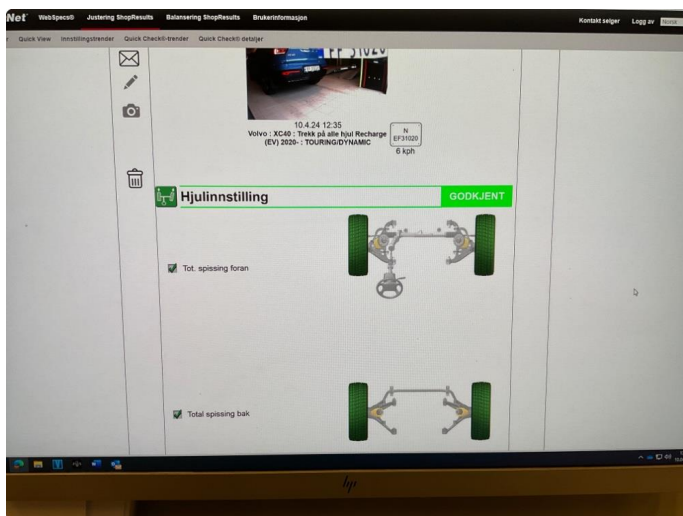 Net WebSpecs® Justering ShopResults Balansering ShopResults Brukerinformasjon Kontakt selger Logg av Norsk
Quick View Innstillingstrender Quick Check®-trender Quick Check® detaljer
10.4.24 12:35
Volvo : XC40 : Trekk på alle hjul Recharge
(EV) 2020- : TOURING/DYNAMIC
N
EF31020
6 kph
Hjulinnstilling GODKJENT
Tot. spissing foran
Total spissing bak
hp